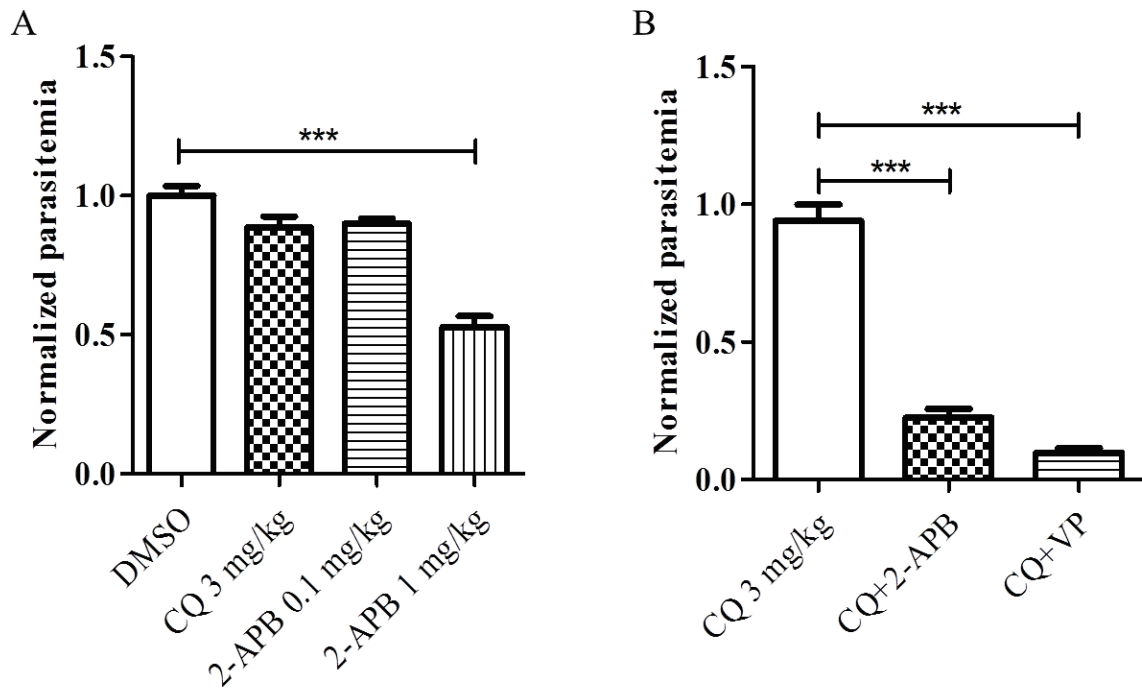 A
Normalized parasitemia
1.5
1.0
0.5
0.0
***
DMSO
CQ 3 mg/kg
2-APB 0.1 mg/kg
2-APB 1 mg/kg
B
Normalized parasitemia
1.5
1.0
0.5
0.0
***
***
CQ 3 mg/kg
CQ+2-APB
CQ+VP